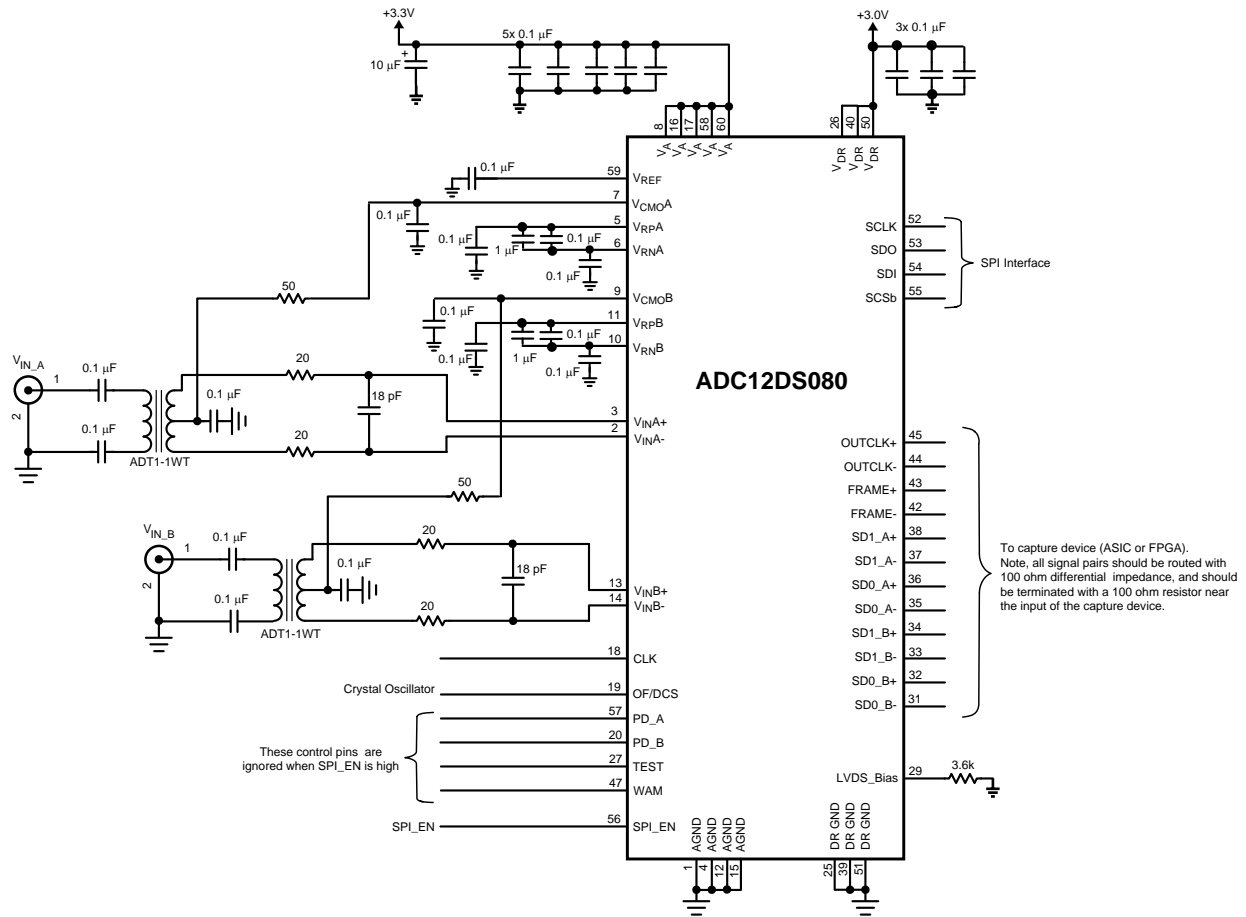 +3.3V
5x 0.1 µF
+
10 µF
+3.0V
3x 0.1 µF
8
16
17
58
60
VA
VA
VA
VA
VA
26
40
50
VDR
VDR
VDR
0.1 µF
59
VREF
7
VCMOA
0.1 µF
5
VRPA
0.1 µF
1 µF
0.1 µF
6
VRNA
0.1 µF
50
9
VCMOB
0.1 µF
11
VRPB
0.1 µF
1 µF
0.1 µF
10
VRNB
0.1 µF
SCLK
52
SDO
53
SDI
54
SCSb
55
SPI Interface
ADC12DS080
VIN_A
1
2
0.1 µF
0.1 µF
ADT1-1WT
0.1 µF
20
20
18 pF
3
VINA+
2
VINA-
50
VIN_B
1
2
0.1 µF
0.1 µF
ADT1-1WT
0.1 µF
20
20
18 pF
13
VINB+
14
VINB-
OUTCLK+
45
OUTCLK-
44
FRAME+
43
FRAME-
42
SD1_A+
38
SD1_A-
37
SD0_A+
36
SD0_A-
35
SD1_B+
34
SD1_B-
33
SD0_B+
32
SD0_B-
31
To capture device (ASIC or FPGA).
Note, all signal pairs should be routed with
100 ohm differential impedance, and should
be terminated with a 100 ohm resistor near
the input of the capture device.
18
CLK
Crystal Oscillator
19
OF/DCS
57
PD_A
20
PD_B
27
TEST
47
WAM
These control pins are
ignored when SPI_EN is high
SPI_EN
56
SPI_EN
LVDS_Bias
29
3.6k
AGND
AGND
AGND
AGND
1
4
12
15
DR GND
DR GND
DR GND
25
39
51